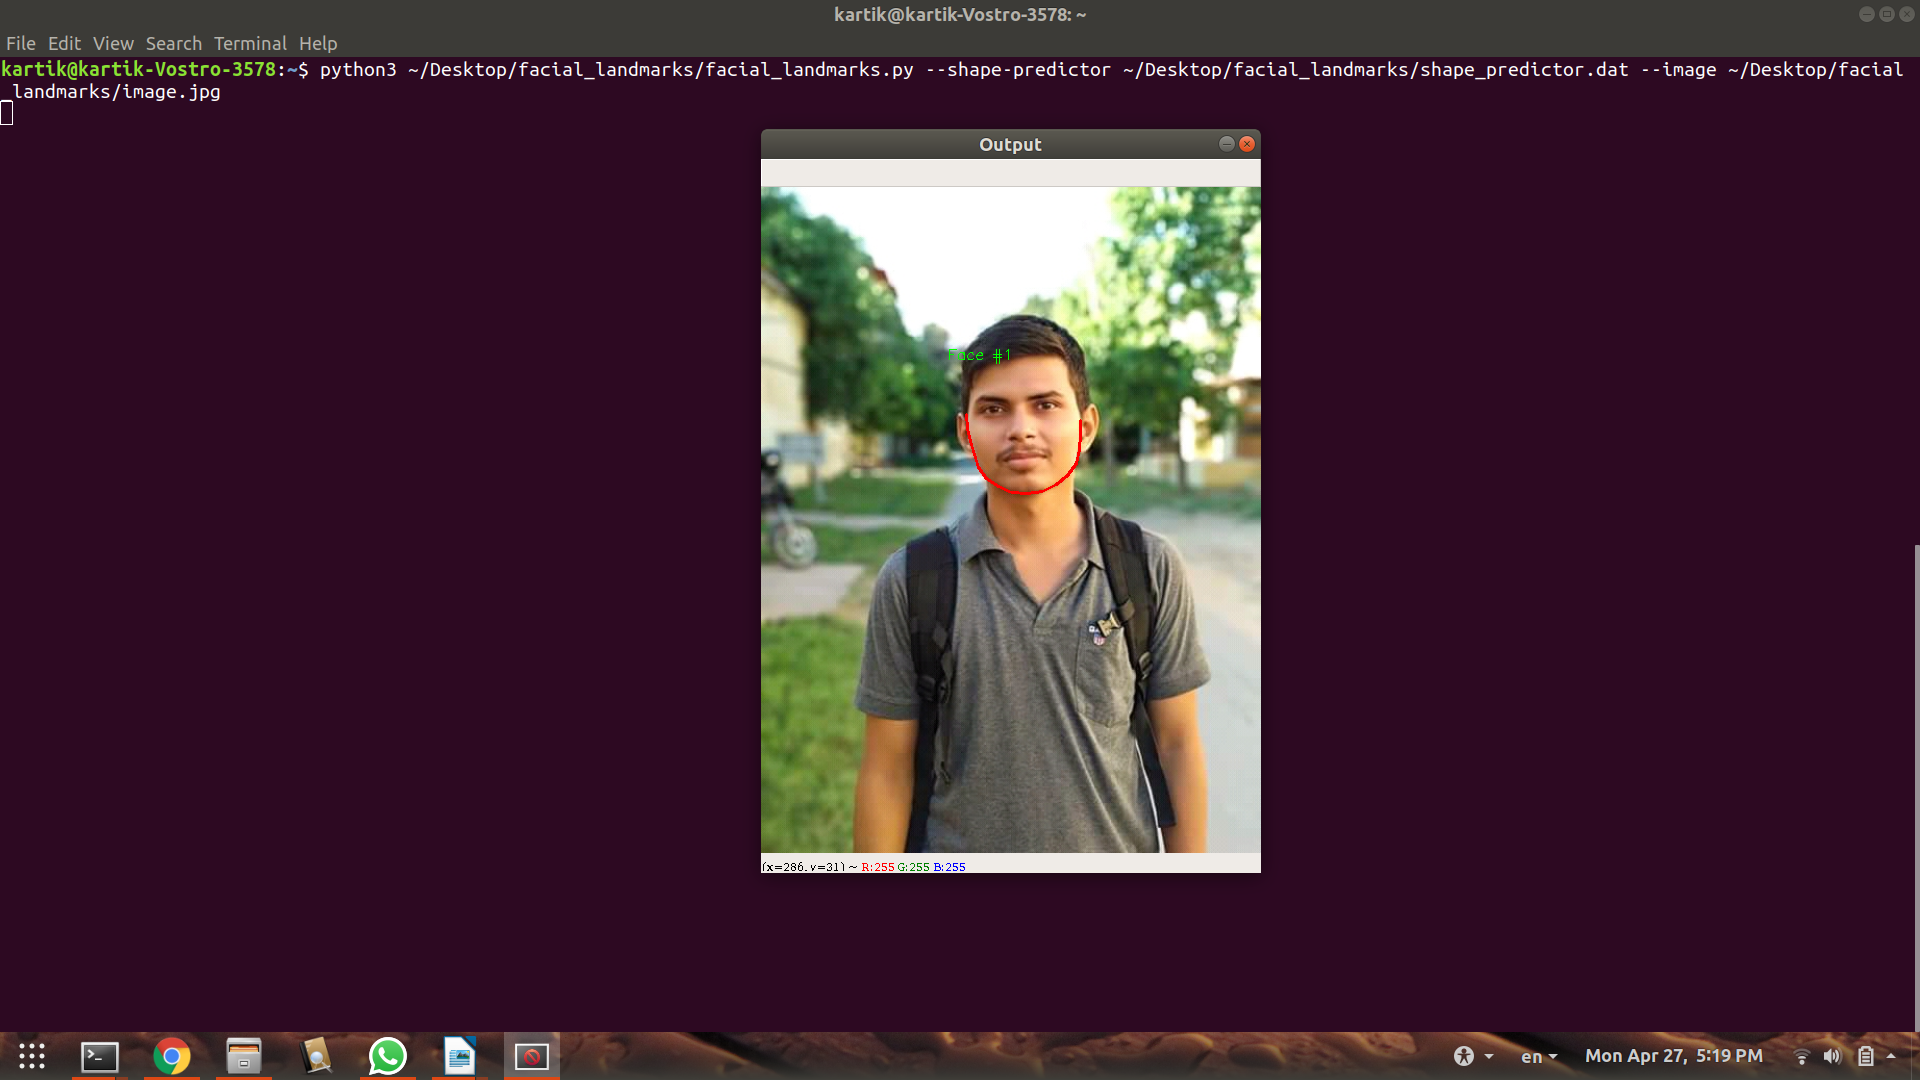 kartik@kartik-Vostro-3578: ~
File Edit View Search Terminal Help
kartik@kartik-Vostro-3578:~$ python3 ~/Desktop/facial_landmarks/facial_landmarks.py --shape-predictor ~/Desktop/facial_landmarks/shape_predictor.dat --image ~/Desktop/facial
_landmarks/image.jpg
Output
Face #1
(x=286, y=31) ~ R:255 G:255 B:255
en
Mon Apr 27, 5:19 PM